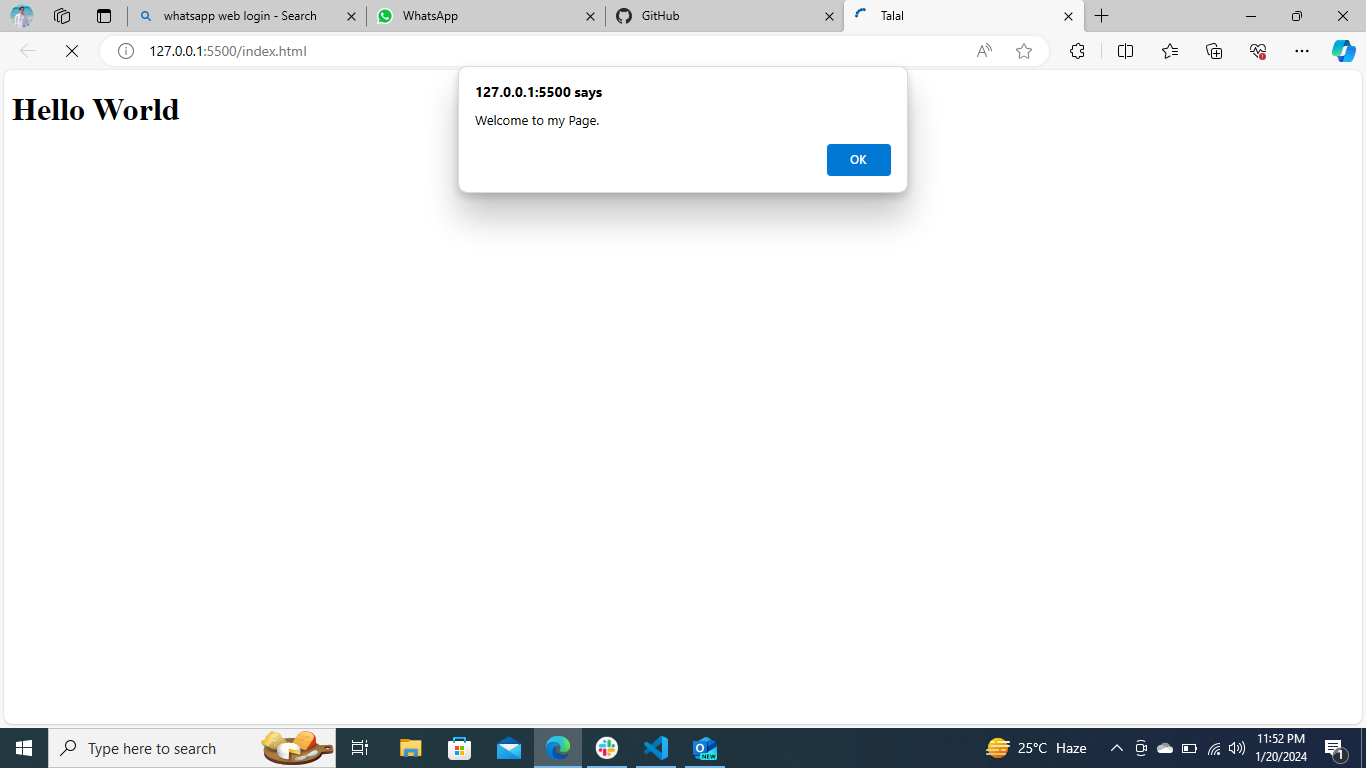 whatsapp web login - Search
WhatsApp
GitHub
Talal
127.0.0.1:5500/index.html
127.0.0.1:5500 says
Welcome to my Page.
OK
Hello World
Type here to search
NEW
25°C Haze
11:52 PM
1/20/2024
1